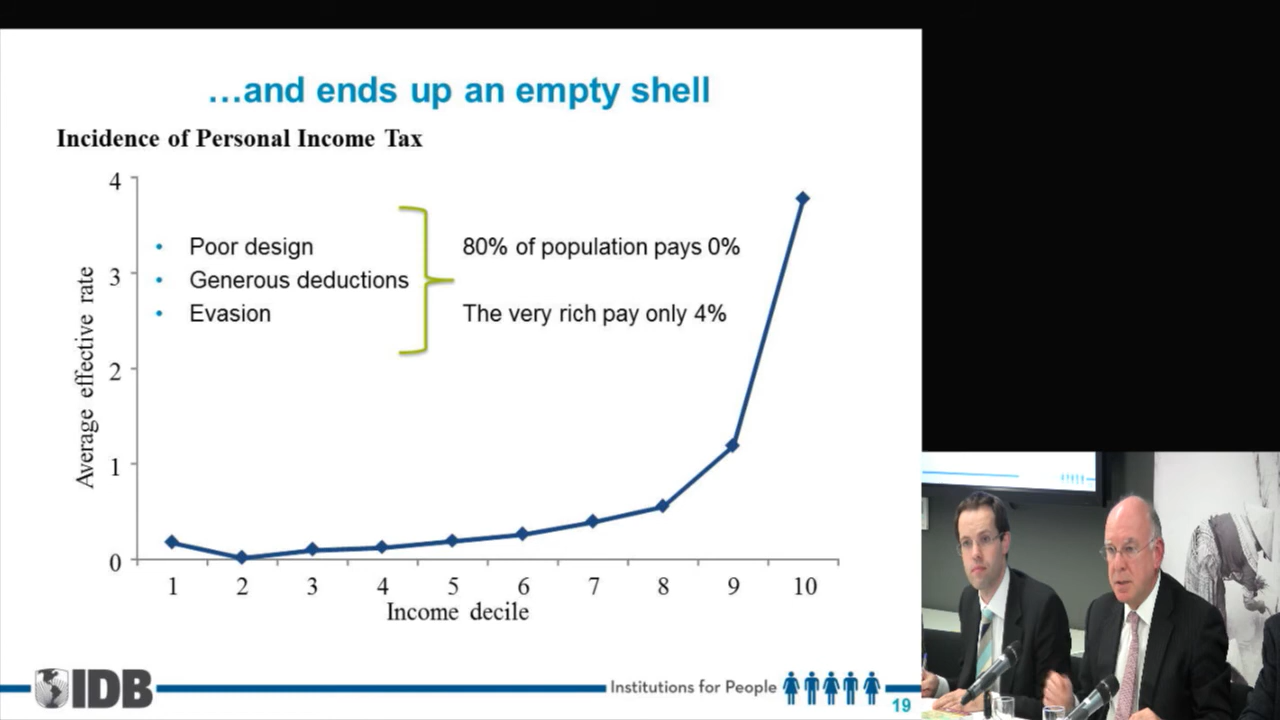 …and ends up an empty shell
Incidence of Personal Income Tax
Average effective rate
4
3
2
1
0
• Poor design
• Generous deductions
• Evasion
80% of population pays 0%
The very rich pay only 4%
1 2 3 4 5 6 7 8 9 10
Income decile
IDB
Institutions for People
19